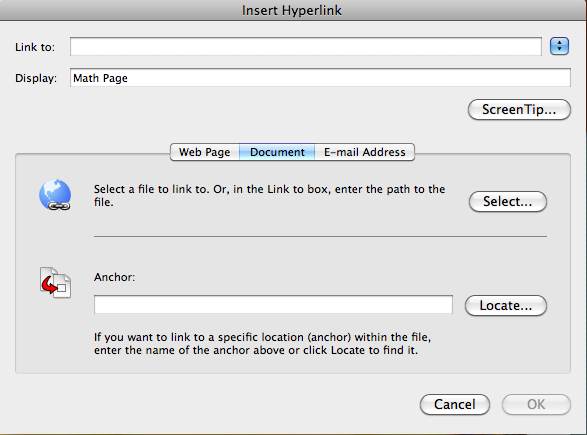 Insert Hyperlink
Link to:
Display: Math Page
ScreenTip...
Web Page Document E-mail Address
Select a file to link to. Or, in the Link to box, enter the path to the
file.
Select...
Anchor:
Locate...
If you want to link to a specific location (anchor) within the file,
enter the name of the anchor above or click Locate to find it.
Cancel OK